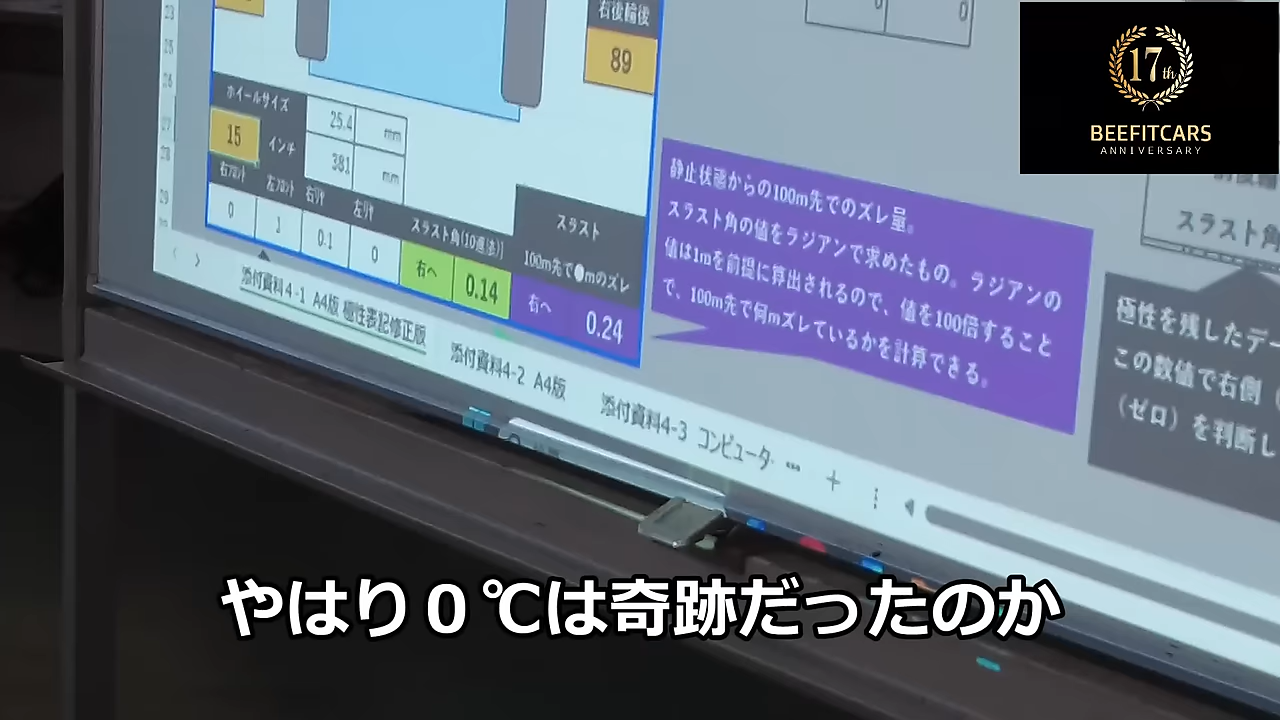 右後輪後
89
0
0
17th
BEEFITCARS
ANNIVERSARY
23
25
26
27
28
29
ホイールサイズ
15
インチ
25.4 mm
381 mm
右フロント 左フロント 右リヤ 左リヤ スラスト角(10進法)]
0 1 0.1 0 右へ 0.14
スラスト
100m先で●mのズレ
右へ 0.24
静止状態からの100m先でのズレ量。
スラスト角の値をラジアンで求めたもの。ラジアンの
値は1mを前提に算出されるので、値を100倍すること
で、100m先で何mズレているかを計算できる。
スラスト角
極性を残したデー
この数値で右側
（ゼロ）を判断し
添付資料4-1 A4版 極性表記修正版
添付資料4-2 A4版
添付資料4-3 コンピュータ… +
やはり０℃は奇跡だったのか